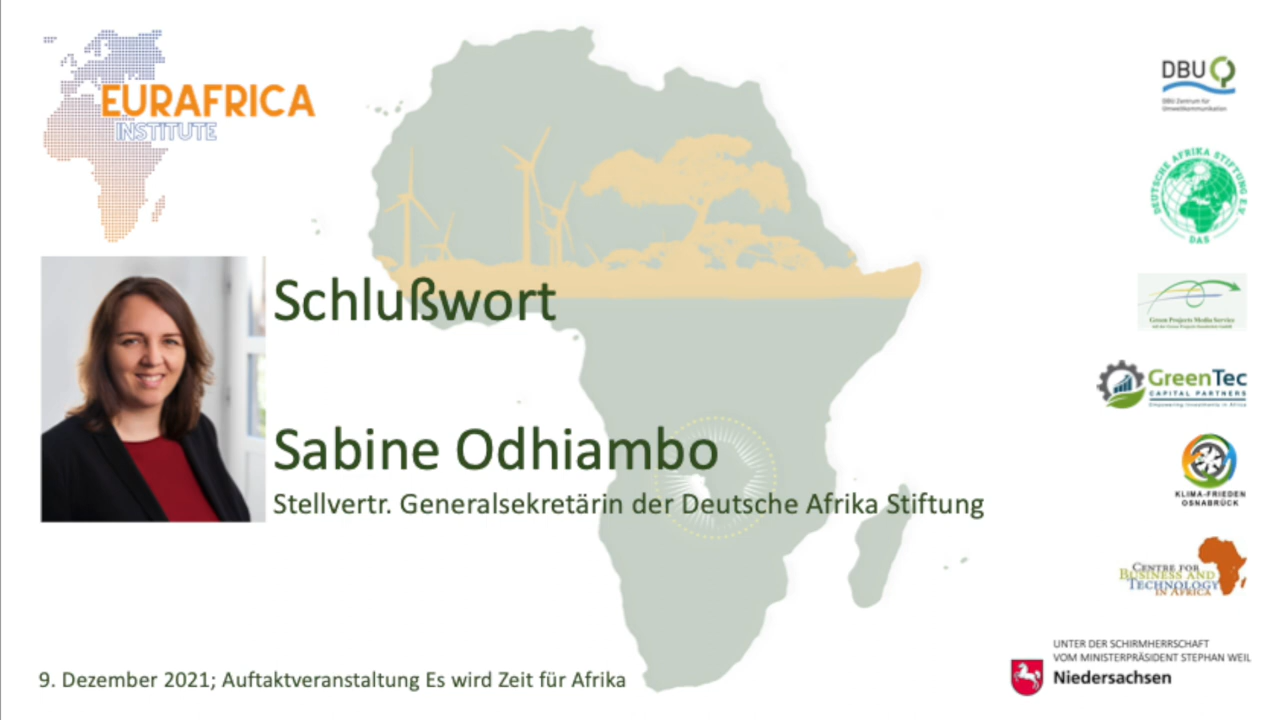 EURAFRICA
INSTITUTE
Schlußwort
Sabine Odhiambo
Stellvertr. Generalsekretärin der Deutsche Afrika Stiftung
9. Dezember 2021; Auftaktveranstaltung Es wird Zeit für Afrika
DBU
DBU Zentrum für
Umweltkommunikation
DEUTSCHE AFRIKA STIFTUNG E.V.
DAS
Green Projects Media Service
GreenTec
CAPITAL PARTNERS
Empowering Investments in Africa
KLIMA-FRIEDEN
OSNABRÜCK
CENTRE FOR
BUSINESS AND
TECHNOLOGY
IN AFRICA
UNTER DER SCHIRMHERRSCHAFT
VOM MINISTERPRÄSIDENT STEPHAN WEIL
Niedersachsen